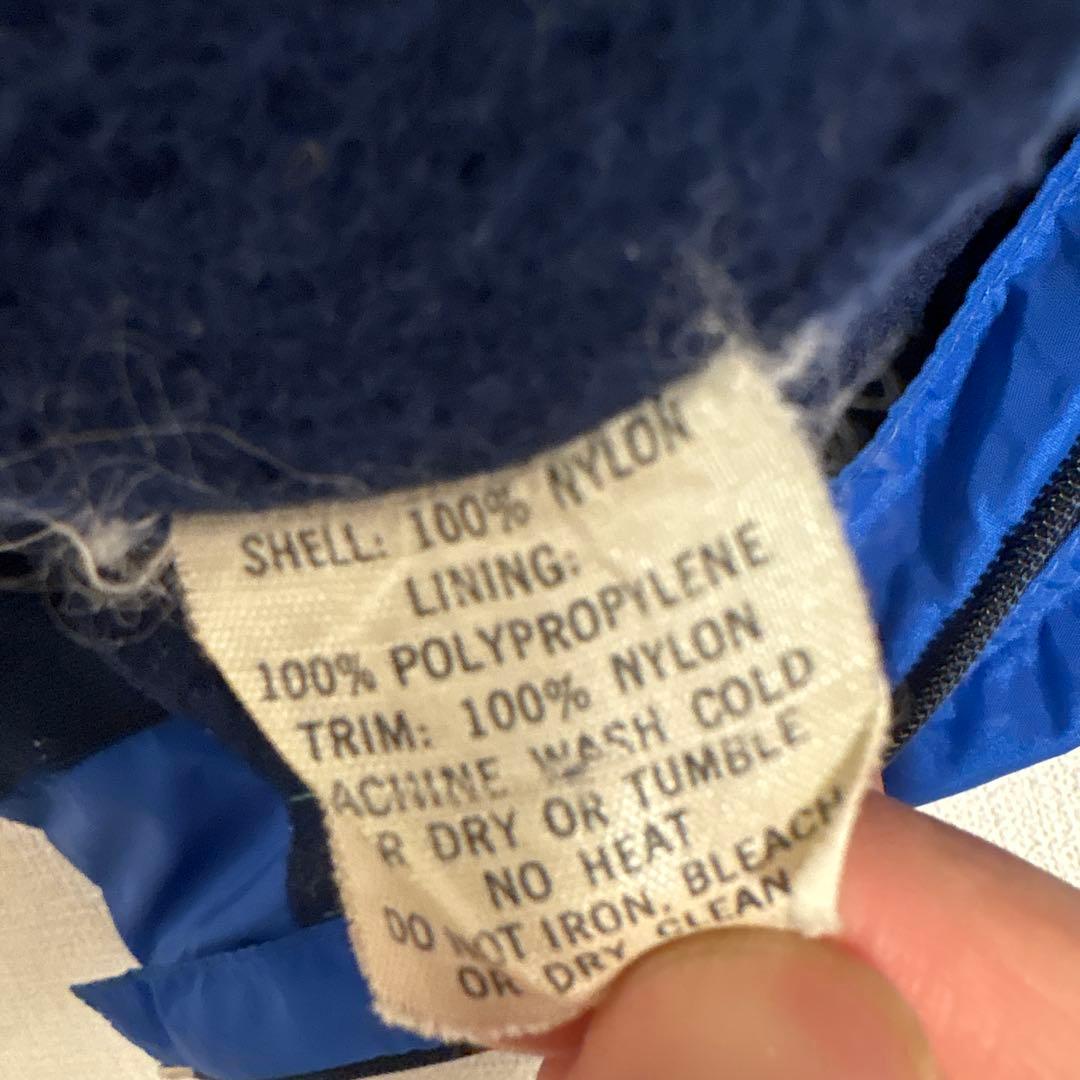 SHELL: 100% NYLON
LINING:
100% POLYPROPYLENE
TRIM: 100% NYLON
ACHINE WASH COLD
R DRY OR TUMBLE
NO HEAT
DO NOT IRON, BLEACH
OR DRY CLEAN